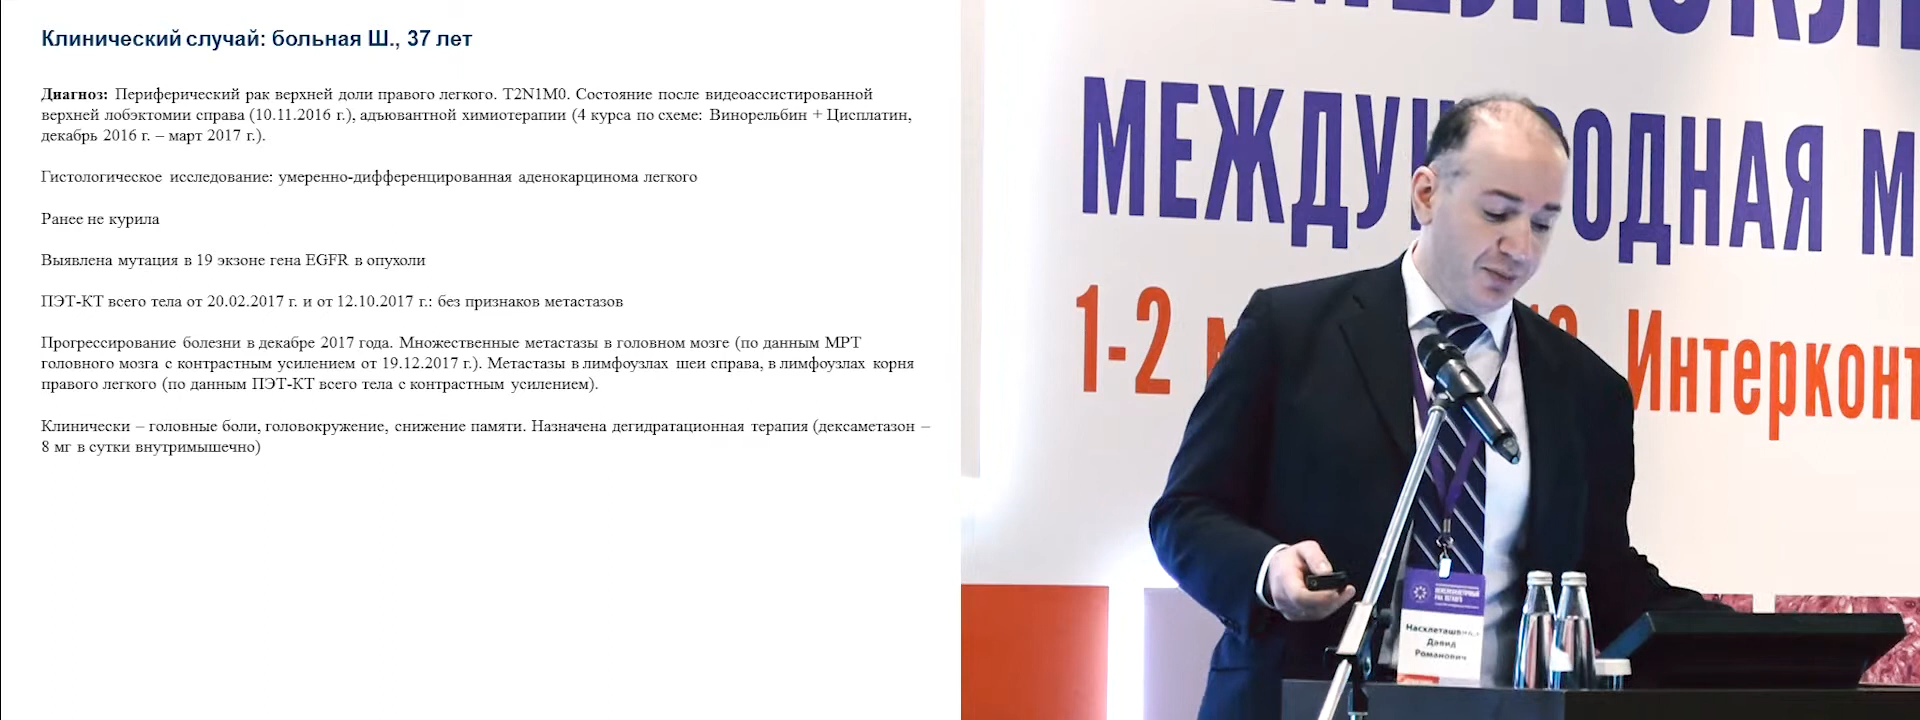 Клинический случай: больная Ш., 37 лет
Диагноз: Периферический рак верхней доли правого легкого. T2N1M0. Состояние после видеоассистированной
верхней лобэктомии справа (10.11.2016 г.), адъювантной химиотерапии (4 курса по схеме: Винорельбин + Цисплатин,
декабрь 2016 г. – март 2017 г.).
Гистологическое исследование: умеренно-дифференцированная аденокарцинома легкого
Ранее не курила
Выявлена мутация в 19 экзоне гена EGFR в опухоли
ПЭТ-КТ всего тела от 20.02.2017 г. и от 12.10.2017 г.: без признаков метастазов
Прогрессирование болезни в декабре 2017 года. Множественные метастазы в головном мозге (по данным МРТ
головного мозга с контрастным усилением от 19.12.2017 г.). Метастазы в лимфоузлах шеи справа, в лимфоузлах корня
правого легкого (по данным ПЭТ-КТ всего тела с контрастным усилением).
Клинически – головные боли, головокружение, снижение памяти. Назначена дегидратационная терапия (дексаметазон –
8 мг в сутки внутримышечно)
МЕЖДУ ОДНАЯ М
1-2 Интерконт
НЕМЕЛКОКЛЕТОЧНЫЙ
РАК ЛЕГКОГО
Давид
Романович